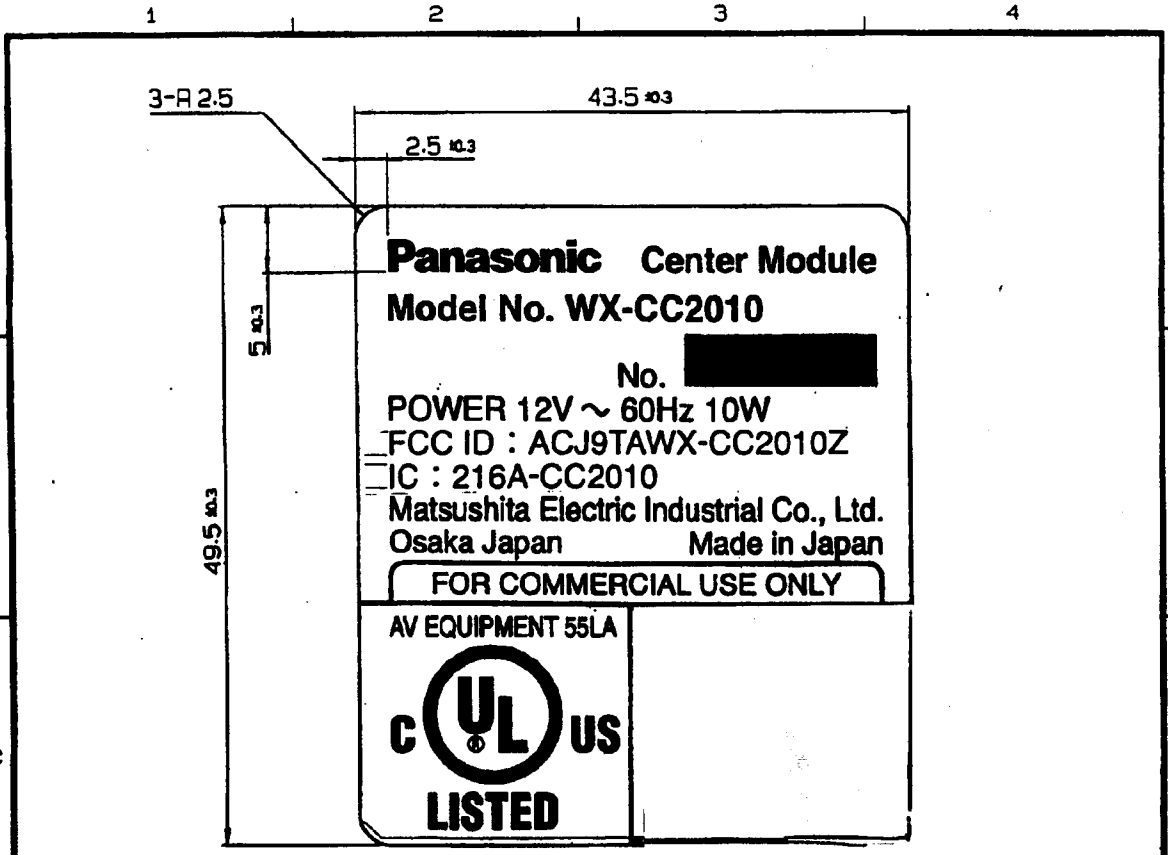 1 2 3 4
3-R 2.5
43.5 ±0.3
2.5 ±0.3
5 ±0.3
49.5 ±0.3
Panasonic Center Module
Model No. WX-CC2010
No.
POWER 12V ~ 60Hz 10W
FCC ID : ACJ9TAWX-CC2010Z
IC : 216A-CC2010
Matsushita Electric Industrial Co., Ltd.
Osaka Japan Made in Japan
FOR COMMERCIAL USE ONLY
AV EQUIPMENT 55LA
C UL® US
LISTED